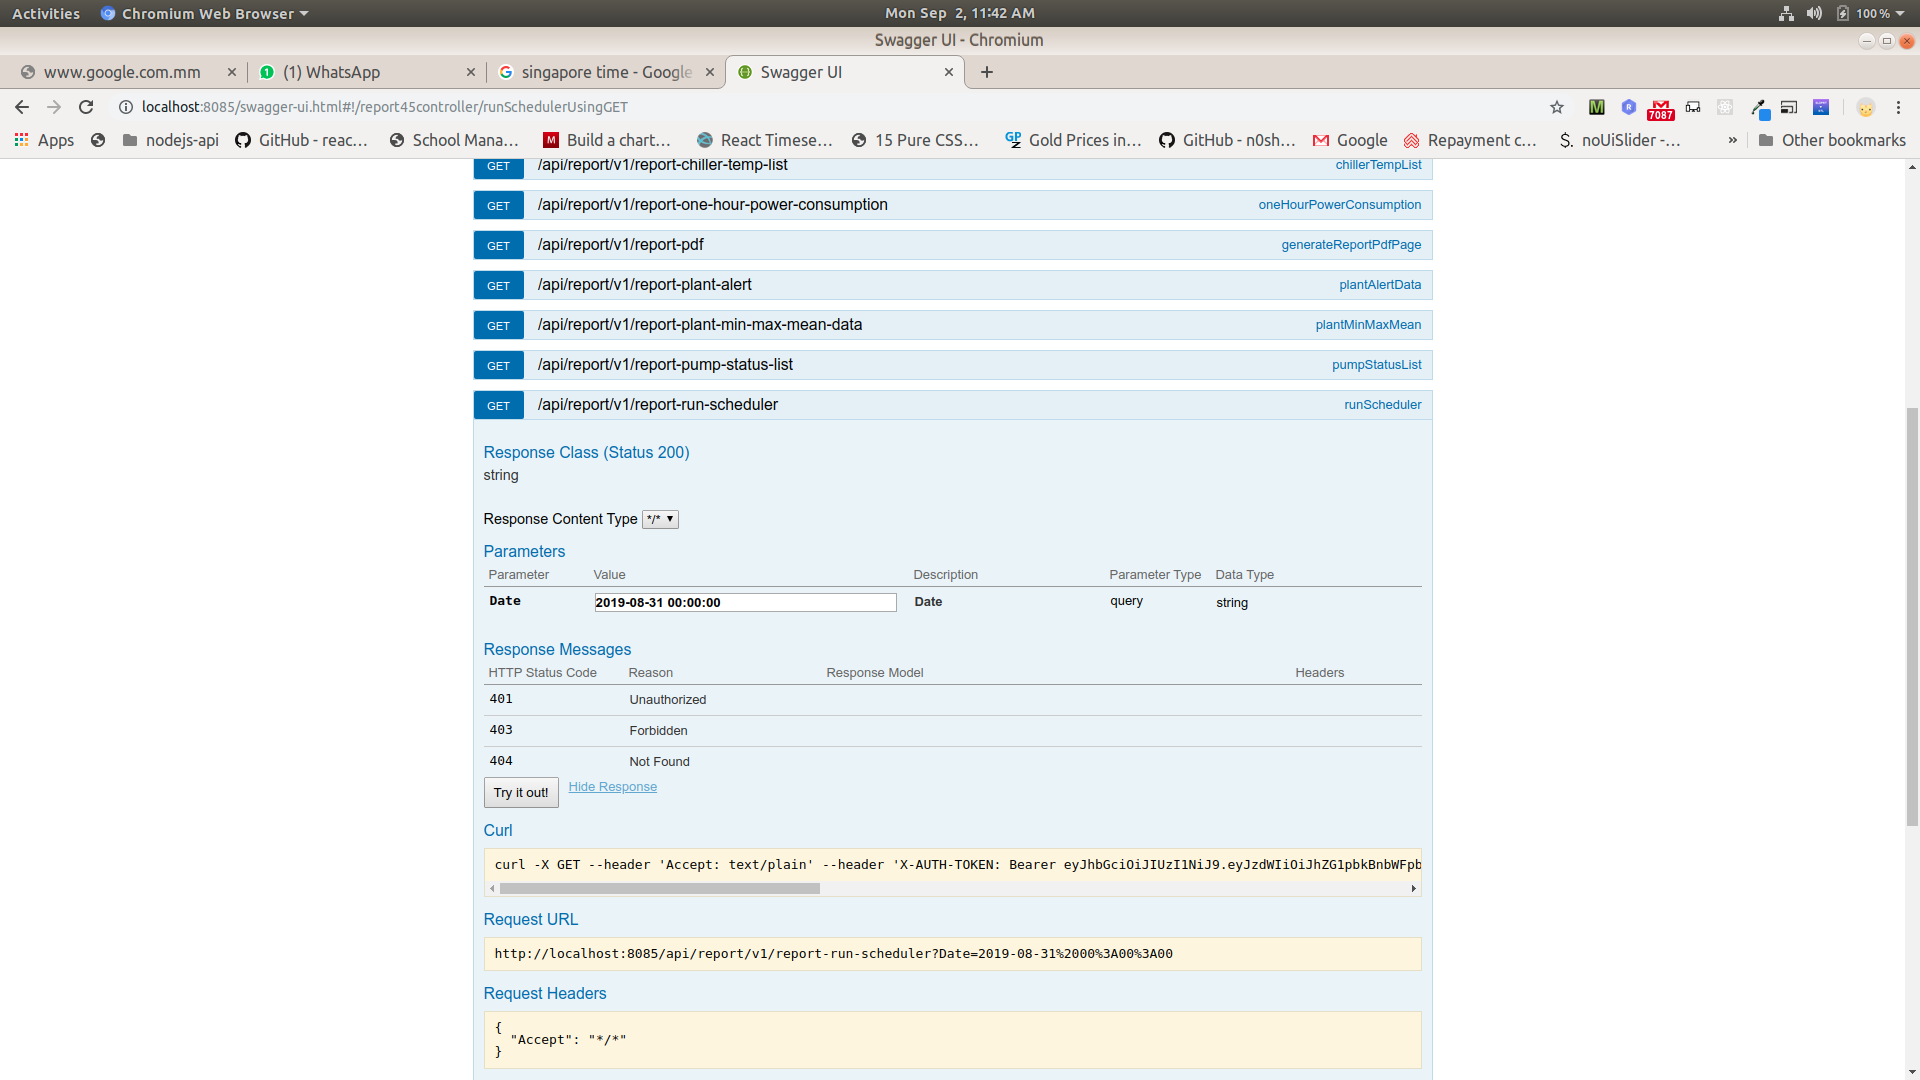 Activities Chromium Web Browser Mon Sep 2, 11:42 AM 100 %
Swagger UI - Chromium
www.google.com.mm (1) WhatsApp singapore time - Google Swagger UI
localhost:8085/swagger-ui.html#!/report45controller/runSchedulerUsingGET 7087
Apps nodejs-api GitHub - reac… School Mana… Build a chart… React Timese… 15 Pure CSS… Gold Prices in… GitHub - n0sh… Google Repayment c… noUiSlider -… » Other bookmarks
GET /api/report/v1/report-chiller-temp-list chillerTempList
GET /api/report/v1/report-one-hour-power-consumption oneHourPowerConsumption
GET /api/report/v1/report-pdf generateReportPdfPage
GET /api/report/v1/report-plant-alert plantAlertData
GET /api/report/v1/report-plant-min-max-mean-data plantMinMaxMean
GET /api/report/v1/report-pump-status-list pumpStatusList
GET /api/report/v1/report-run-scheduler runScheduler
Response Class (Status 200)
string
Response Content Type */*
Parameters
Parameter Value Description Parameter Type Data Type
Date 2019-08-31 00:00:00 Date query string
Response Messages
HTTP Status Code Reason Response Model Headers
401 Unauthorized
403 Forbidden
404 Not Found
Try it out! Hide Response
Curl
curl -X GET --header 'Accept: text/plain' --header 'X-AUTH-TOKEN: Bearer eyJhbGciOiJIUzI1NiJ9.eyJzdWIiOiJhZG1pbkBnbWFpb
Request URL
http://localhost:8085/api/report/v1/report-run-scheduler?Date=2019-08-31%2000%3A00%3A00
Request Headers
{
"Accept": "*/*"
}